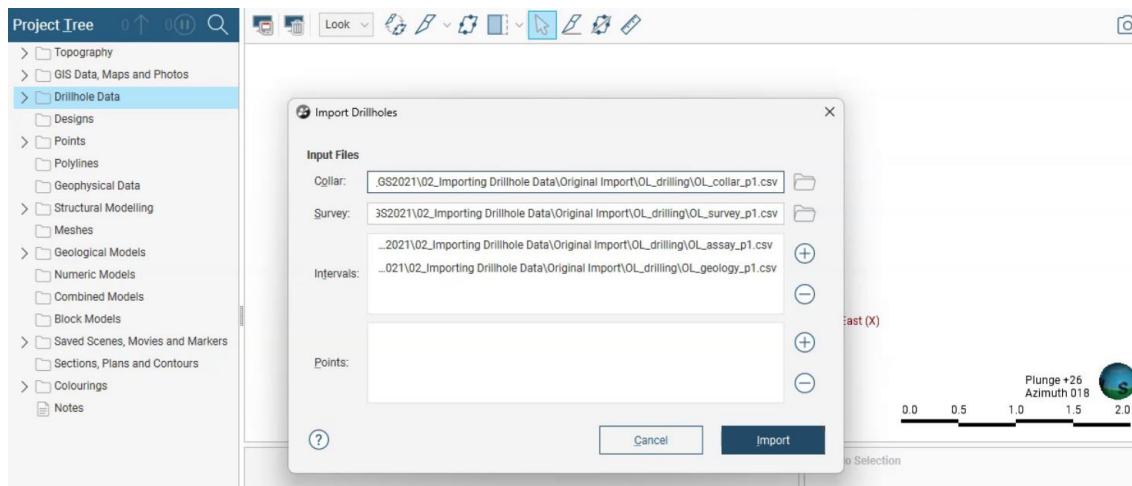 Project Tree 0 0
Look
Topography
GIS Data, Maps and Photos
Drillhole Data
Designs
Points
Polylines
Geophysical Data
Structural Modelling
Meshes
Geological Models
Numeric Models
Combined Models
Block Models
Saved Scenes, Movies and Markers
Sections, Plans and Contours
Colourings
Notes
Import Drillholes
Input Files
Collar: .GS2021\02_Importing Drillhole Data\Original Import\OL_drilling\OL_collar_p1.csv
Survey: 3S2021\02_Importing Drillhole Data\Original Import\OL_drilling\OL_survey_p1.csv
Intervals:
...2021\02_Importing Drillhole Data\Original Import\OL_drilling\OL_assay_p1.csv
...021\02_Importing Drillhole Data\Original Import\OL_drilling\OL_geology_p1.csv
Points:
? Cancel Import
East (X)
Plunge +26
Azimuth 018
S
0.0 0.5 1.0 1.5 2.0
o Selection